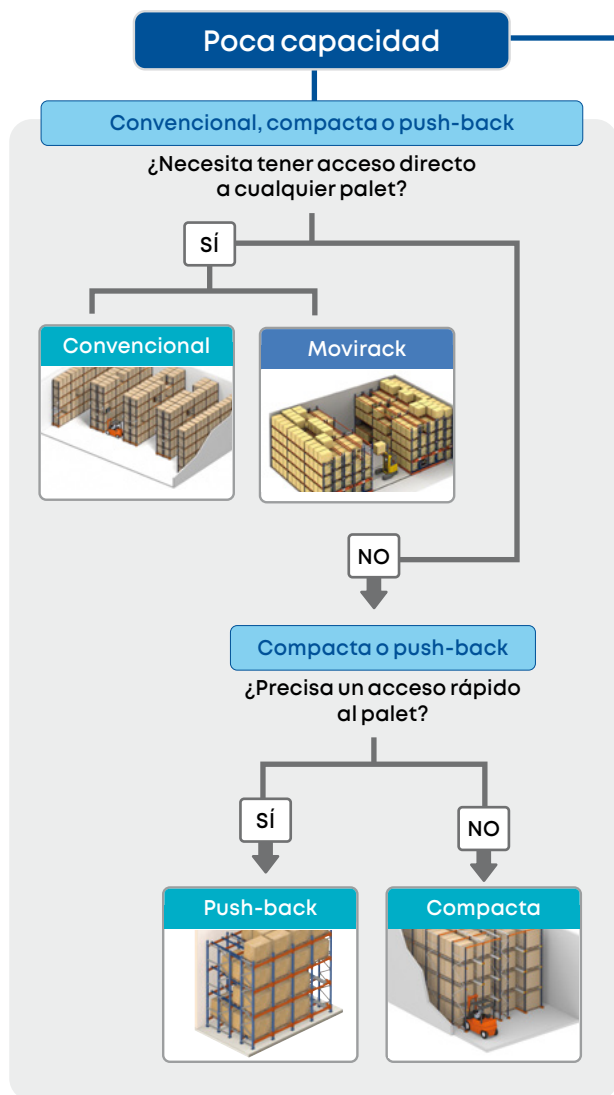 Poca capacidad
Convencional, compacta o push-back
¿Necesita tener acceso directo
a cualquier palet?
SÍ
Convencional
Movirack
NO
Compacta o push-back
¿Precisa un acceso rápido
al palet?
SÍ
NO
Push-back
Compacta